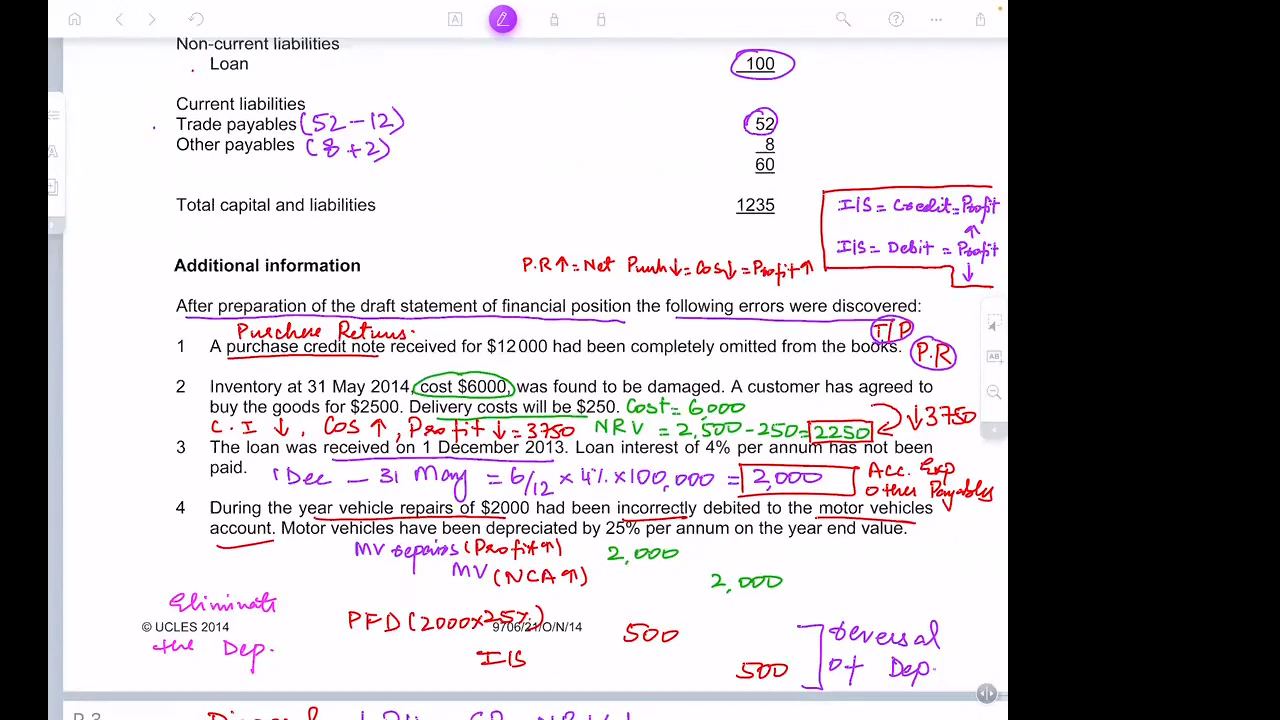 Non-current liabilities
Loan 100
Current liabilities
Trade payables (52 - 12) 52
Other payables (8 + 2) 8
60
Total capital and liabilities 1235
I/S = Credit = Profit ↑
I/S = Debit = Profit ↓
Additional information
P.R ↑ = Net Purch ↓ = Cos ↓ = Profit ↑
After preparation of the draft statement of financial position the following errors were discovered:
Purchase Returns. T/P
1 A purchase credit note received for $12 000 had been completely omitted from the books. P.R
2 Inventory at 31 May 2014, cost $6000, was found to be damaged. A customer has agreed to
buy the goods for $2500. Delivery costs will be $250. Cost = 6,000 ↓3750
C.I ↓, Cos ↑, Profit ↓ = 3750 NRV = 2,500 - 250 = 2250
3 The loan was received on 1 December 2013. Loan interest of 4% per annum has not been
paid. 1 Dec — 31 May = 6/12 × 4% × 100,000 = 2,000 Acc. Exp
Other Payables
4 During the year vehicle repairs of $2000 had been incorrectly debited to the motor vehicles
account. Motor vehicles have been depreciated by 25% per annum on the year end value.
MV repairs (Profit ↑) 2,000
MV (NCA ↑) 2,000
Eliminate
the Dep.
PFD (2000×25%) 500
© UCLES 2014 9706/21/O/N/14
I/S 500
reversal
of Dep.
P.3